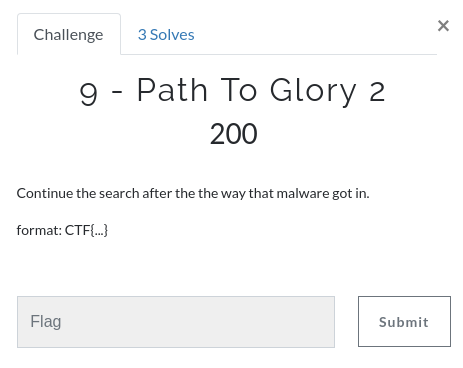 Challenge
3 Solves
×
9 - Path To Glory 2
200
Continue the search after the the way that malware got in.
format: CTF{...}
Flag
Submit